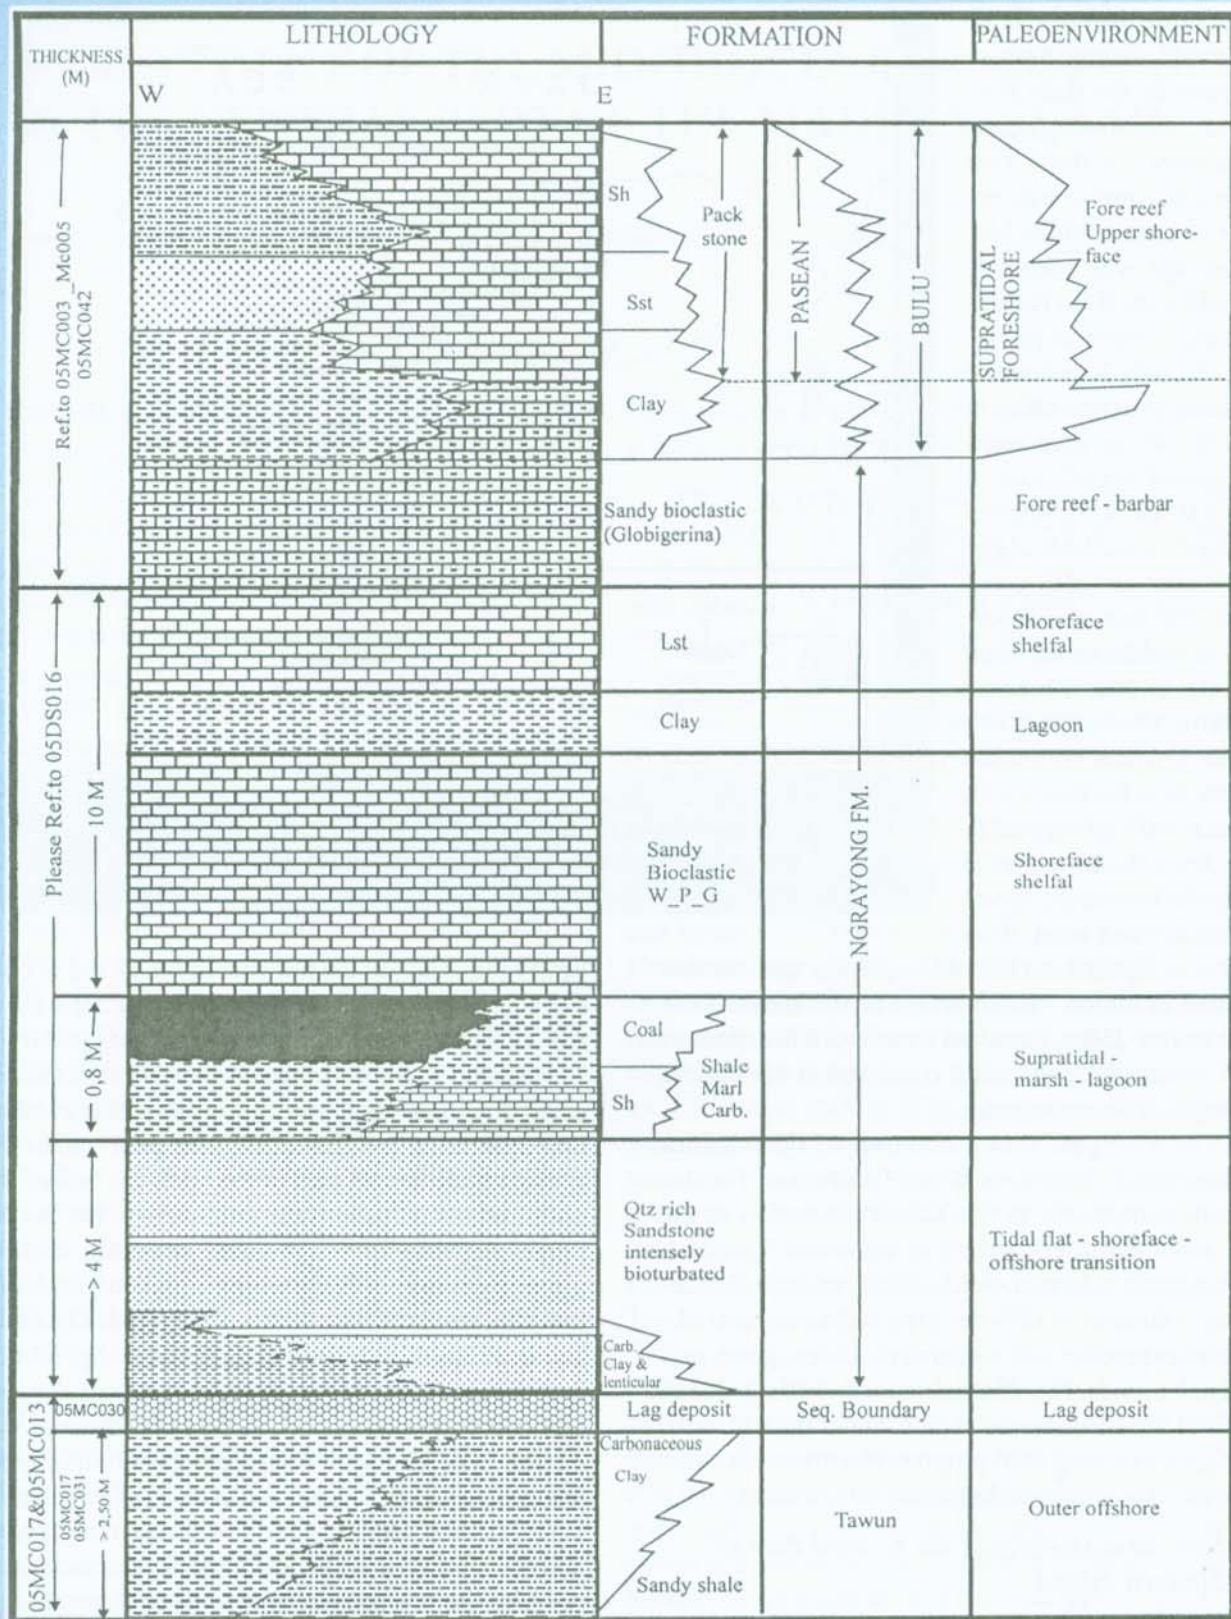 THICKNESS
(M)
LITHOLOGY
FORMATION
PALEOENVIRONMENT
W
E
Ref.to 05MC003_Mc005
05MC042
Sh
Pack
stone
Sst
Clay
PASEAN
BULU
SUPRATIDAL
FORESHORE
Fore reef
Upper shore-
face
Sandy bioclastic
(Globigerina)
Fore reef - barbar
Please Ref.to 05DS016
10 M
Lst
Shoreface
shelfal
Clay
Lagoon
NGRAYONG FM.
Sandy
Bioclastic
W_P_G
Shoreface
shelfal
0,8 M
Coal
Sh
Shale
Marl
Carb.
Supratidal -
marsh - lagoon
> 4 M
Qtz rich
Sandstone
intensely
bioturbated
Tidal flat - shoreface -
offshore transition
Carb.
Clay &
lenticular
05MC017&05MC013
05MC030
Lag deposit
Seq. Boundary
Lag deposit
05MC017
05MC031
> 2,50 M
Carbonaceous
Clay
Sandy shale
Tawun
Outer offshore